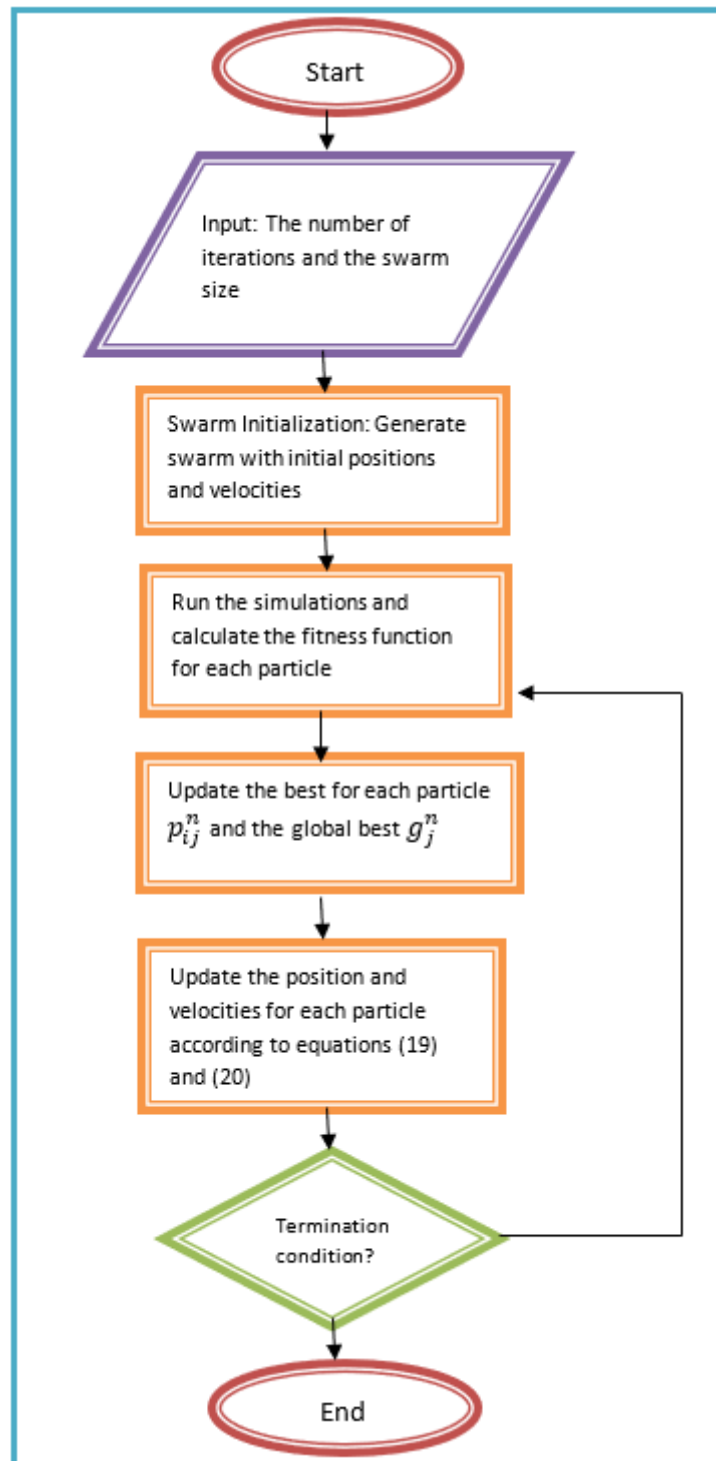 Start
Input: The number of
iterations and the swarm
size
Swarm Initialization: Generate
swarm with initial positions
and velocities
Run the simulations and
calculate the fitness function
for each particle
Update the best for each particle
$p_{ij}^{n}$ and the global best $g_{j}^{n}$
Update the position and
velocities for each particle
according to equations (19)
and (20)
Termination
condition?
End